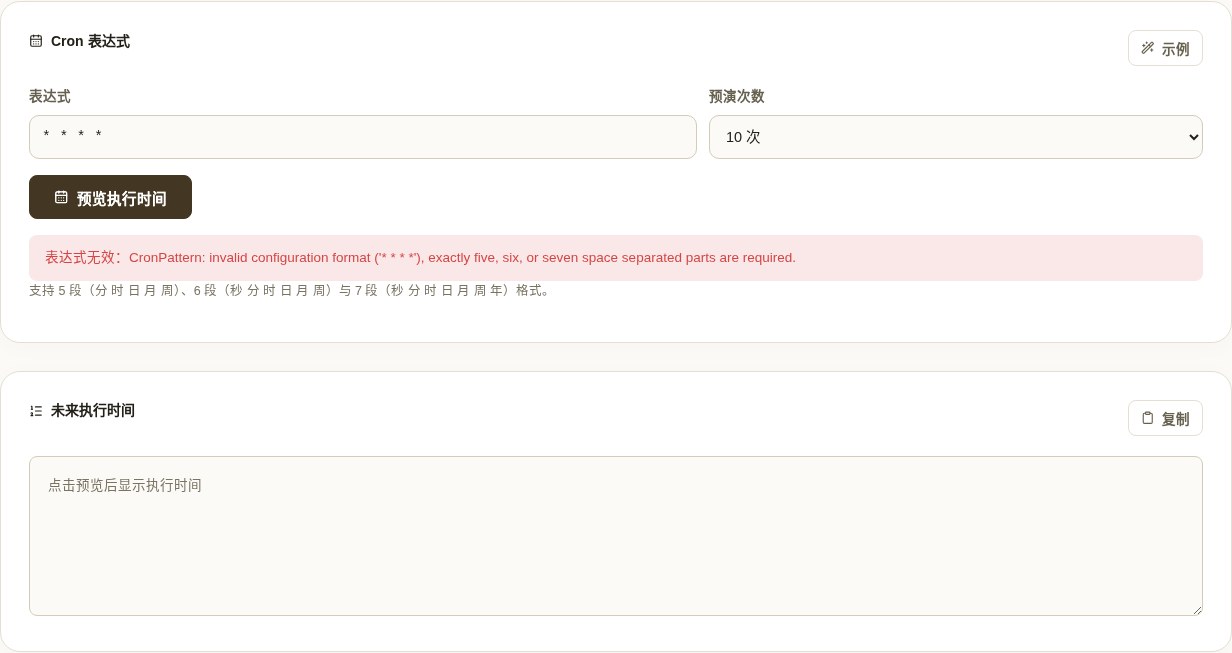 Cron 表达式
示例
表达式
预演次数
* * * *
10 次
预览执行时间
表达式无效：CronPattern: invalid configuration format ('* * * *'), exactly five, six, or seven space separated parts are required.
支持 5 段（分 时 日 月 周）、6 段（秒 分 时 日 月 周）与 7 段（秒 分 时 日 月 周 年）格式。
未来执行时间
复制
点击预览后显示执行时间